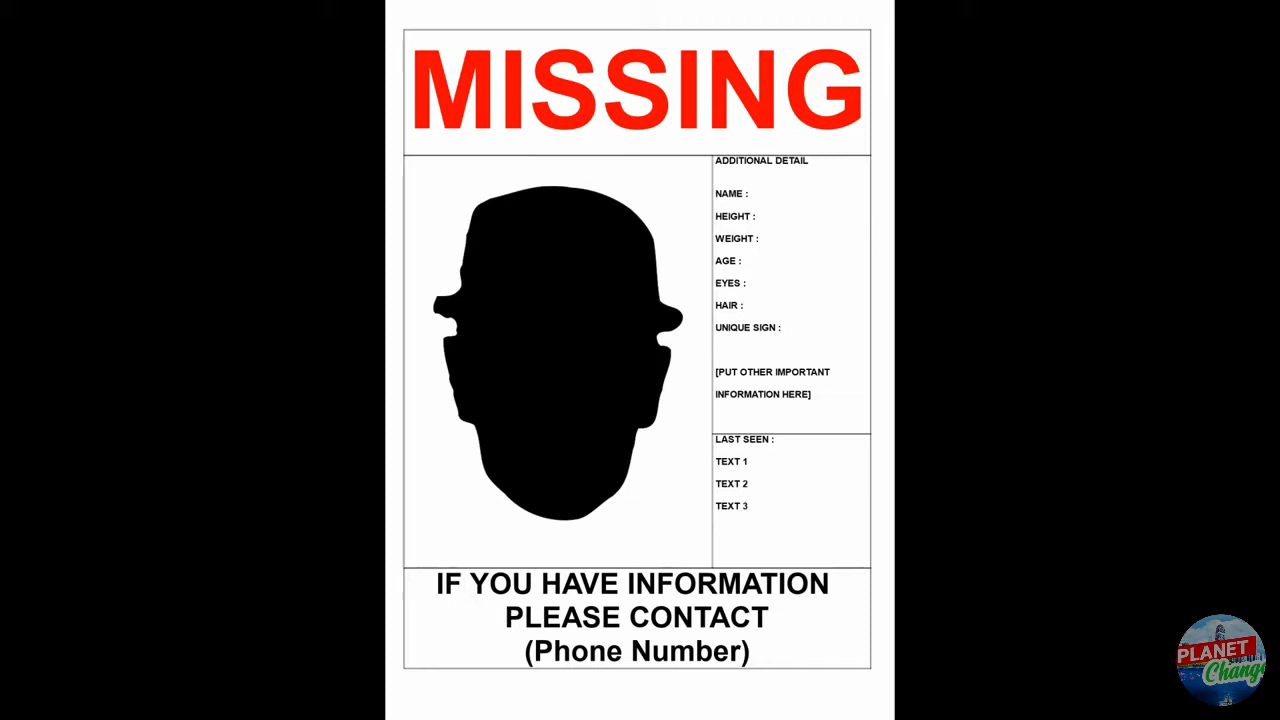 MISSING
ADDITIONAL DETAIL
NAME :
HEIGHT :
WEIGHT :
AGE :
EYES :
HAIR :
UNIQUE SIGN :
[PUT OTHER IMPORTANT
INFORMATION HERE]
LAST SEEN :
TEXT 1
TEXT 2
TEXT 3
IF YOU HAVE INFORMATION
PLEASE CONTACT
(Phone Number)
PLANET
Change